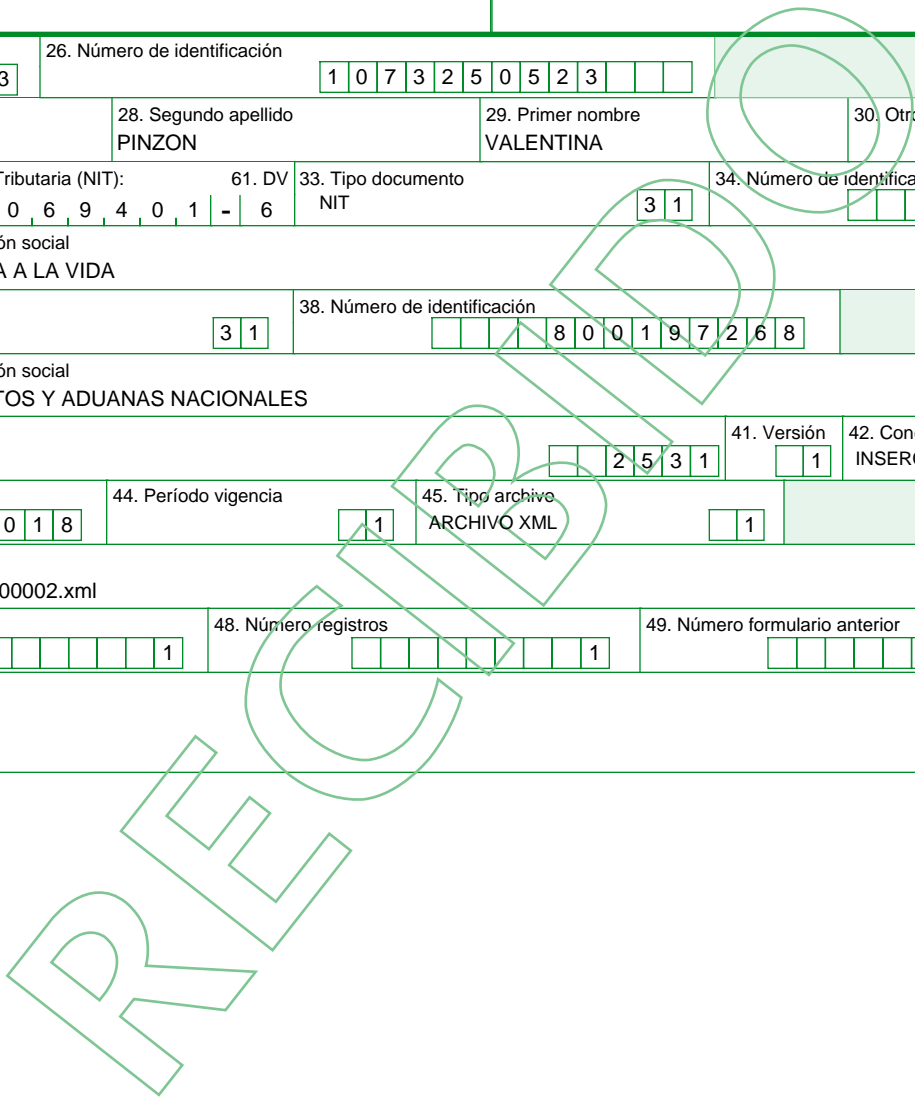 26. Número de identificación
3 1 0 7 3 2 5 0 5 2 3
28. Segundo apellido 29. Primer nombre 30. Otro
PINZON VALENTINA
Tributaria (NIT): 61. DV 33. Tipo documento 34. Número de identifica
0 6 9 4 0 1 - 6 NIT 3 1
ón social
A A LA VIDA
38. Número de identificación
3 1 8 0 0 1 9 7 2 6 8
ón social
TOS Y ADUANAS NACIONALES
41. Versión 42. Con
2 5 3 1 1 INSERC
44. Período vigencia 45. Tipo archivo
0 1 8 1 ARCHIVO XML 1
00002.xml
48. Número registros 49. Número formulario anterior
1 1
RECIBIDO